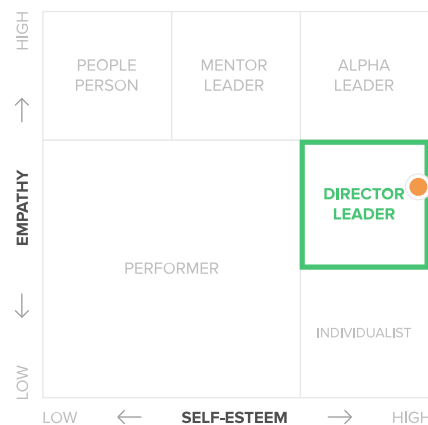 HIGH
PEOPLE
PERSON
MENTOR
LEADER
ALPHA
LEADER
EMPATHY
DIRECTOR
LEADER
PERFORMER
INDIVIDUALIST
LOW
LOW
SELF-ESTEEM
HIGH